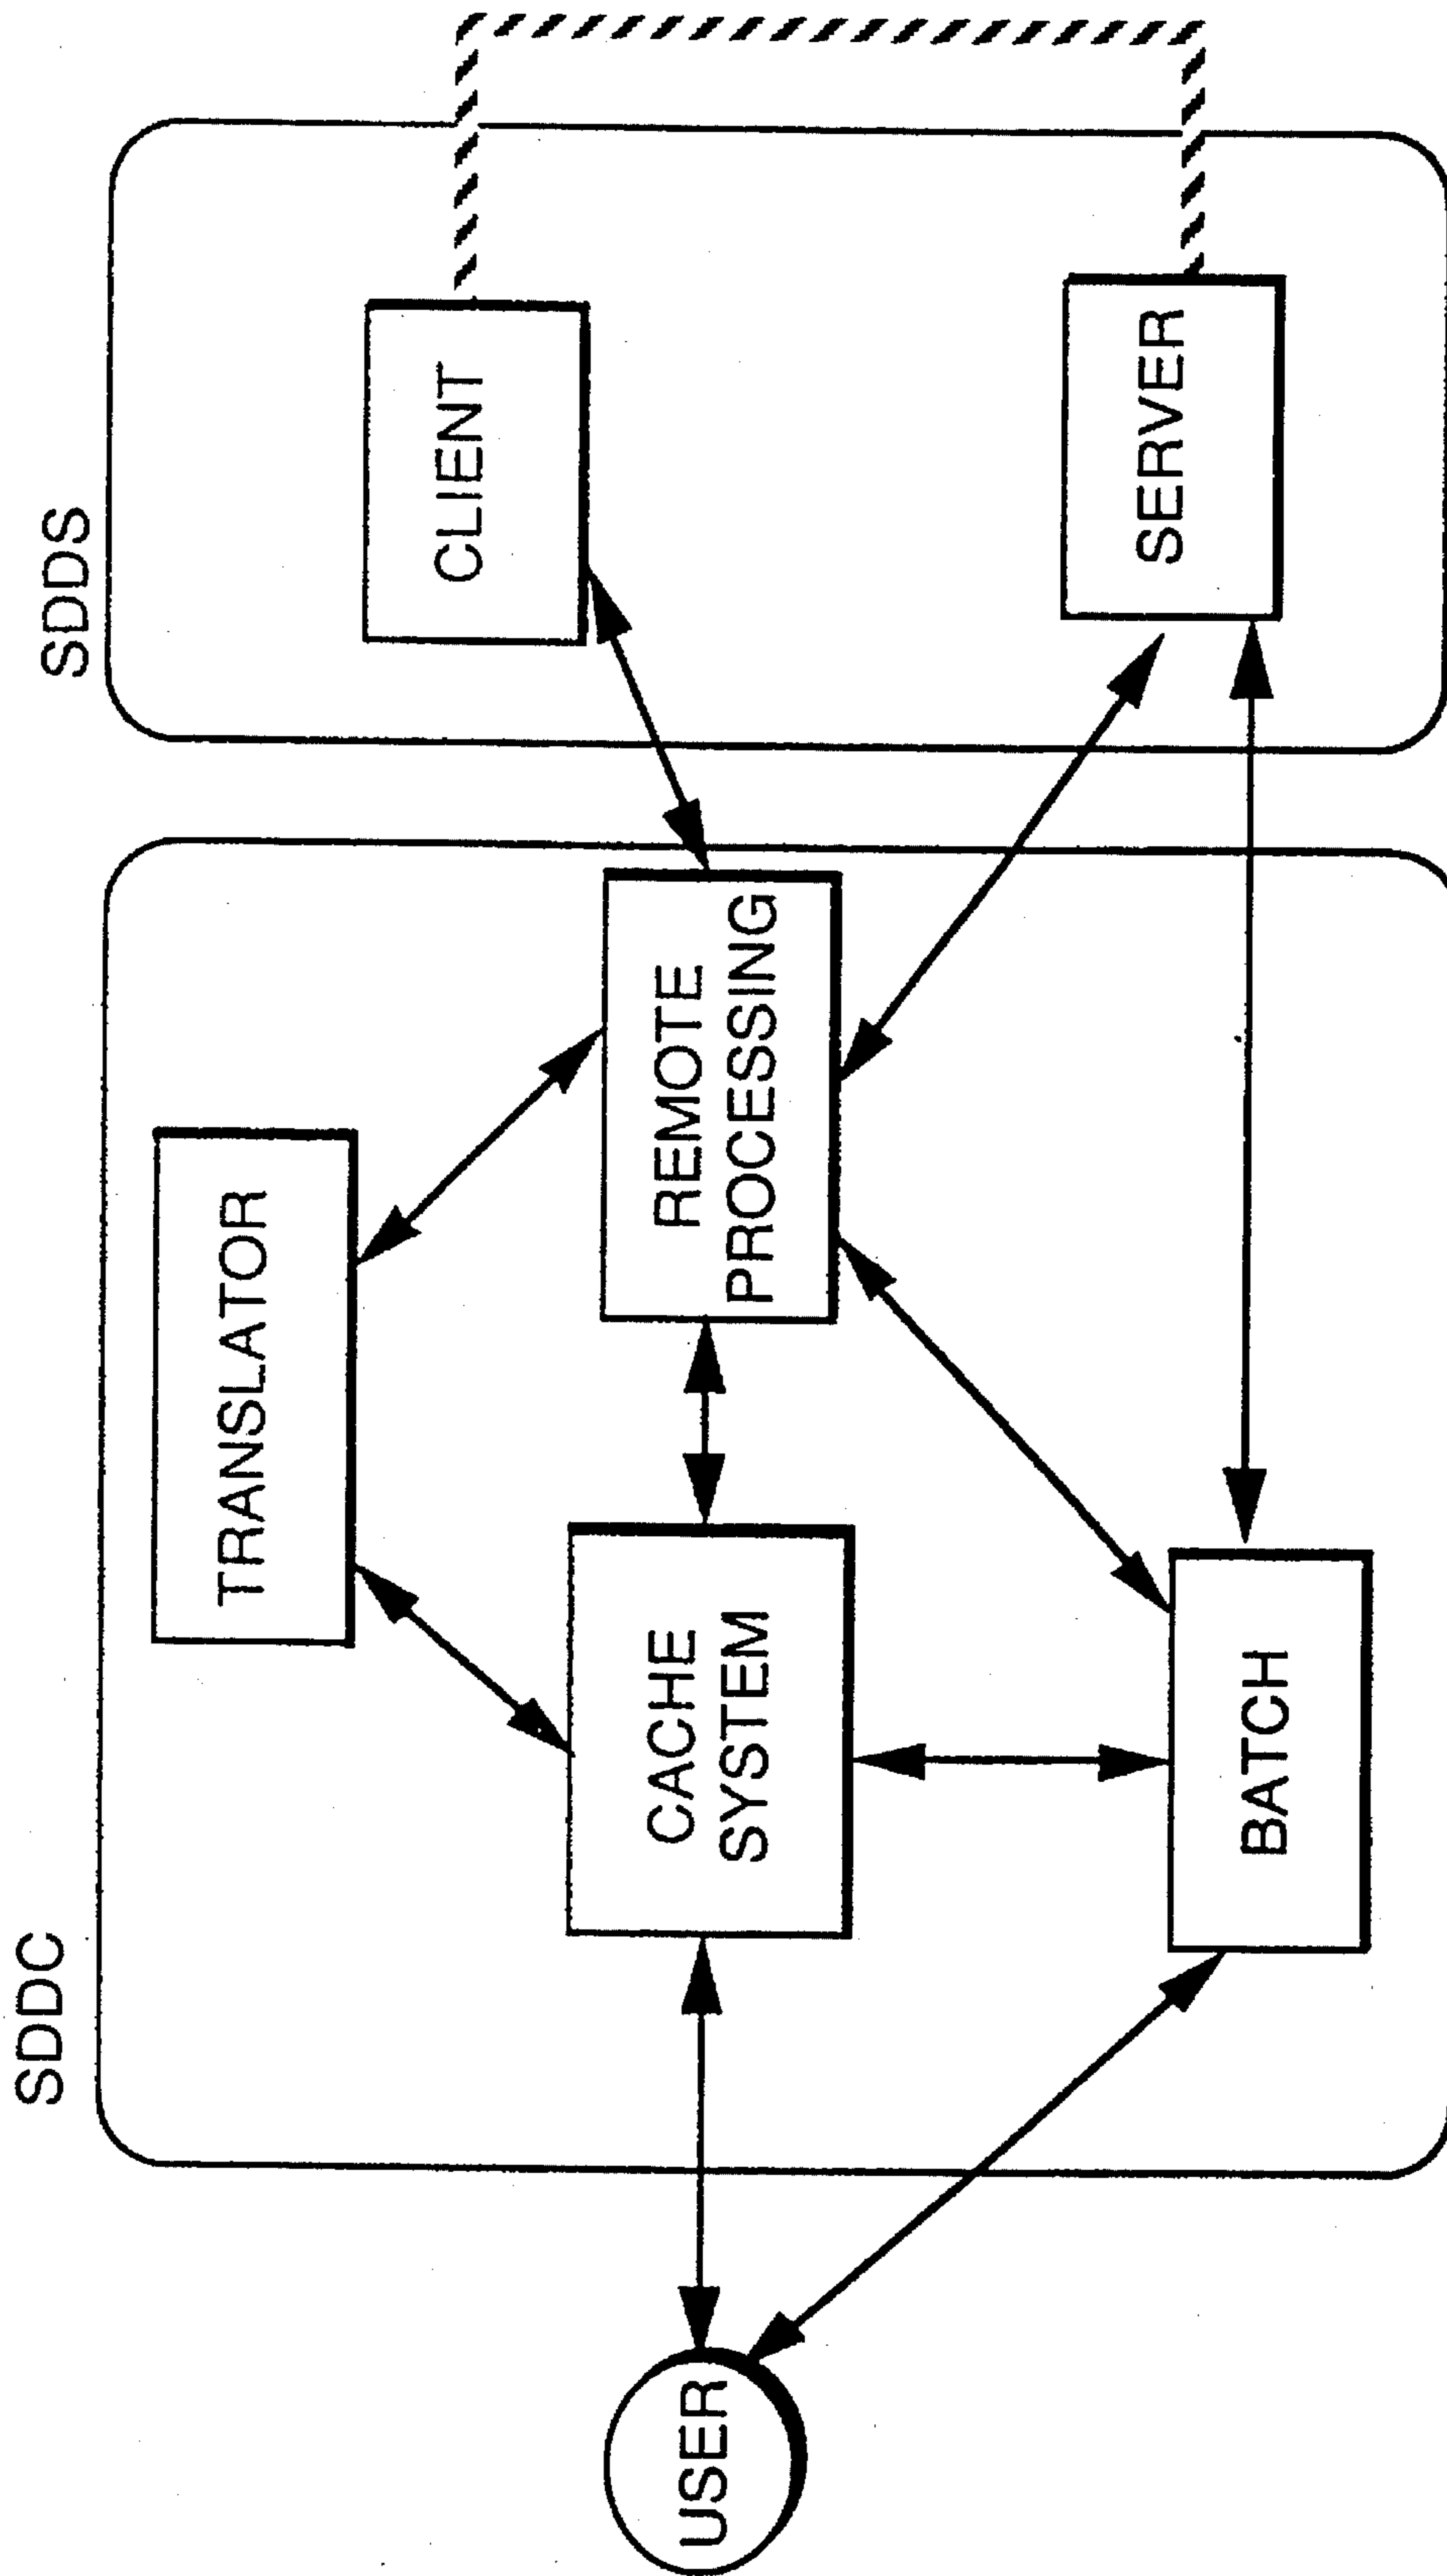 SDDC
SDDS
TRANSLATOR
CLIENT
USER
CACHE
SYSTEM
REMOTE
PROCESSING
BATCH
SERVER